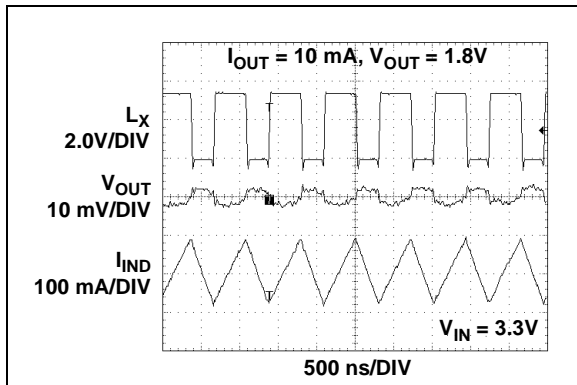 I_OUT = 10 mA, V_OUT = 1.8V
L_X
2.0V/DIV
V_OUT
10 mV/DIV
I_IND
100 mA/DIV
V_IN = 3.3V
500 ns/DIV